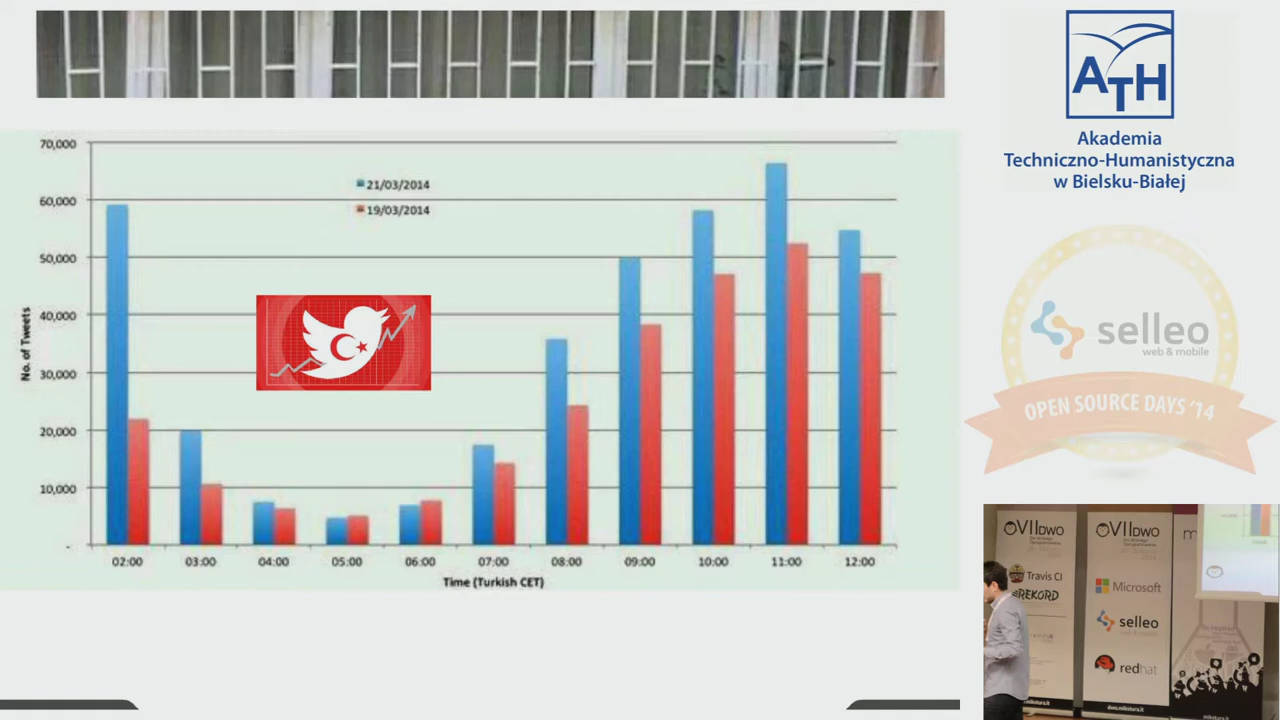 70,000
60,000
50,000
40,000
30,000
20,000
10,000
-
No. of Tweets
21/03/2014
19/03/2014
02:00
03:00
04:00
05:00
06:00
07:00
08:00
09:00
10:00
11:00
12:00
Time (Turkish CET)
ATH
Akademia
Techniczno-Humanistyczna
w Bielsku-Białej
selleo
web & mobile
OPEN SOURCE DAYS '14
VIIDWO
Travis CI
REKORD
VIIDWO
Microsoft
selleo
redhat
m